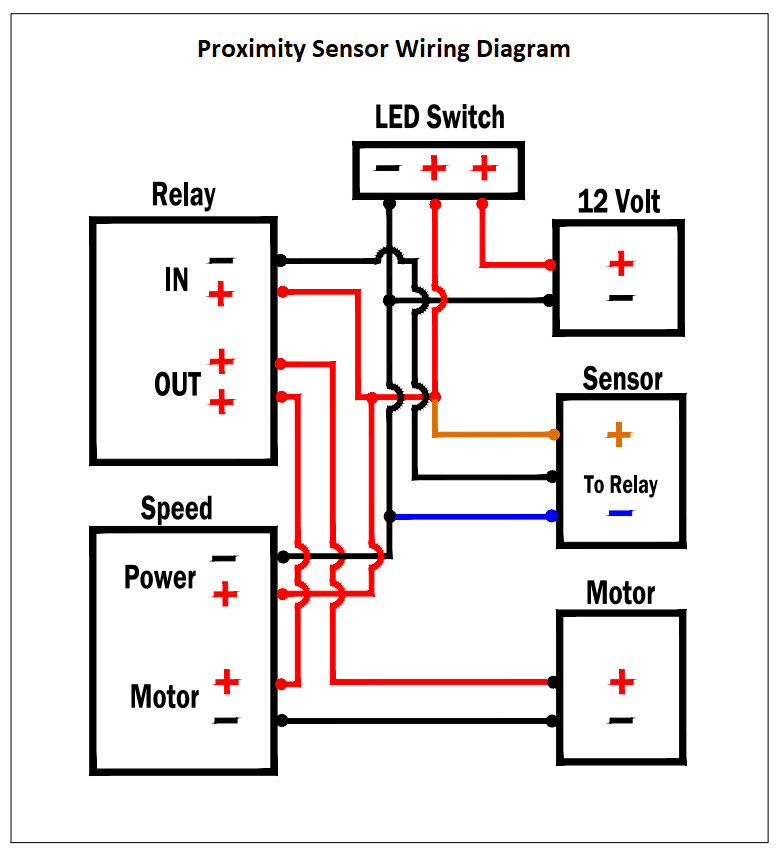 Proximity Sensor Wiring Diagram
LED Switch
− + +
Relay
IN −
+
OUT +
+
12 Volt
+
−
Sensor
+
To Relay
−
Speed
Power −
+
Motor +
−
Motor
+
−